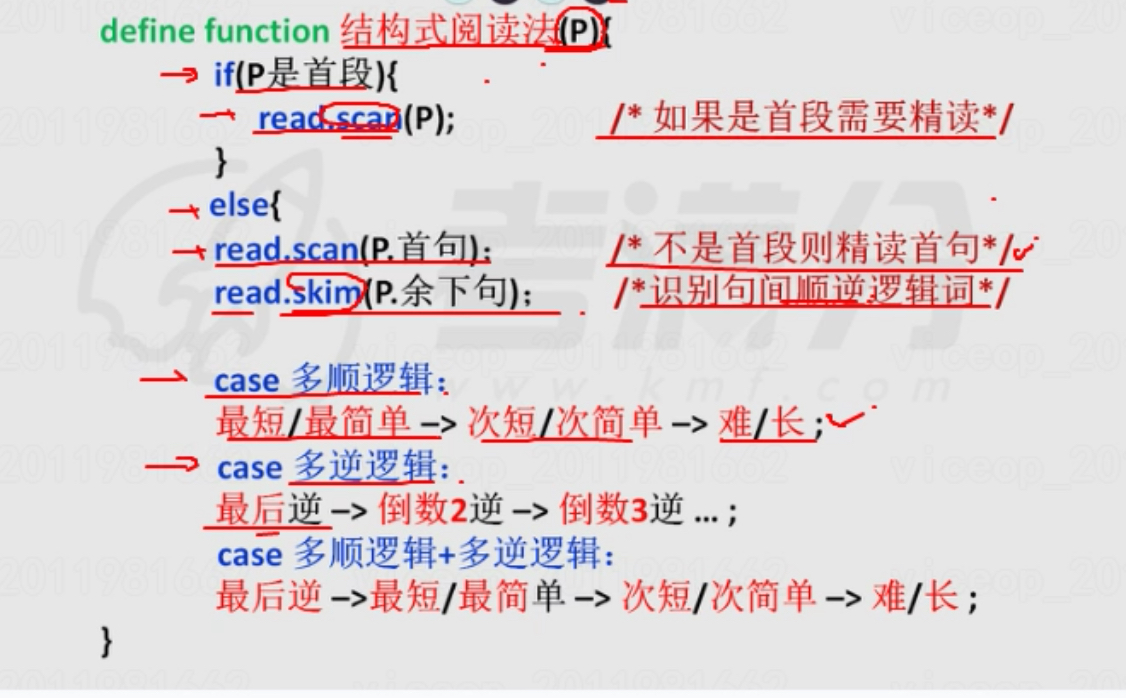 define function 结构式阅读法(P){
if(P是首段){
read.scan(P); /* 如果是首段需要精读*/
}
else{
read.scan(P.首句); /* 不是首段则精读首句*/
read.skim(P.余下句); /*识别句间顺逆逻辑词*/
考满分
case 多顺逻辑:
www.kmf.com
最短/最简单 –> 次短/次简单 –> 难/长 ;
case 多逆逻辑:
最后逆 –> 倒数2逆 –> 倒数3逆 ... ;
case 多顺逻辑+多逆逻辑:
最后逆 –>最短/最简单 –> 次短/次简单 –> 难/长 ;
}